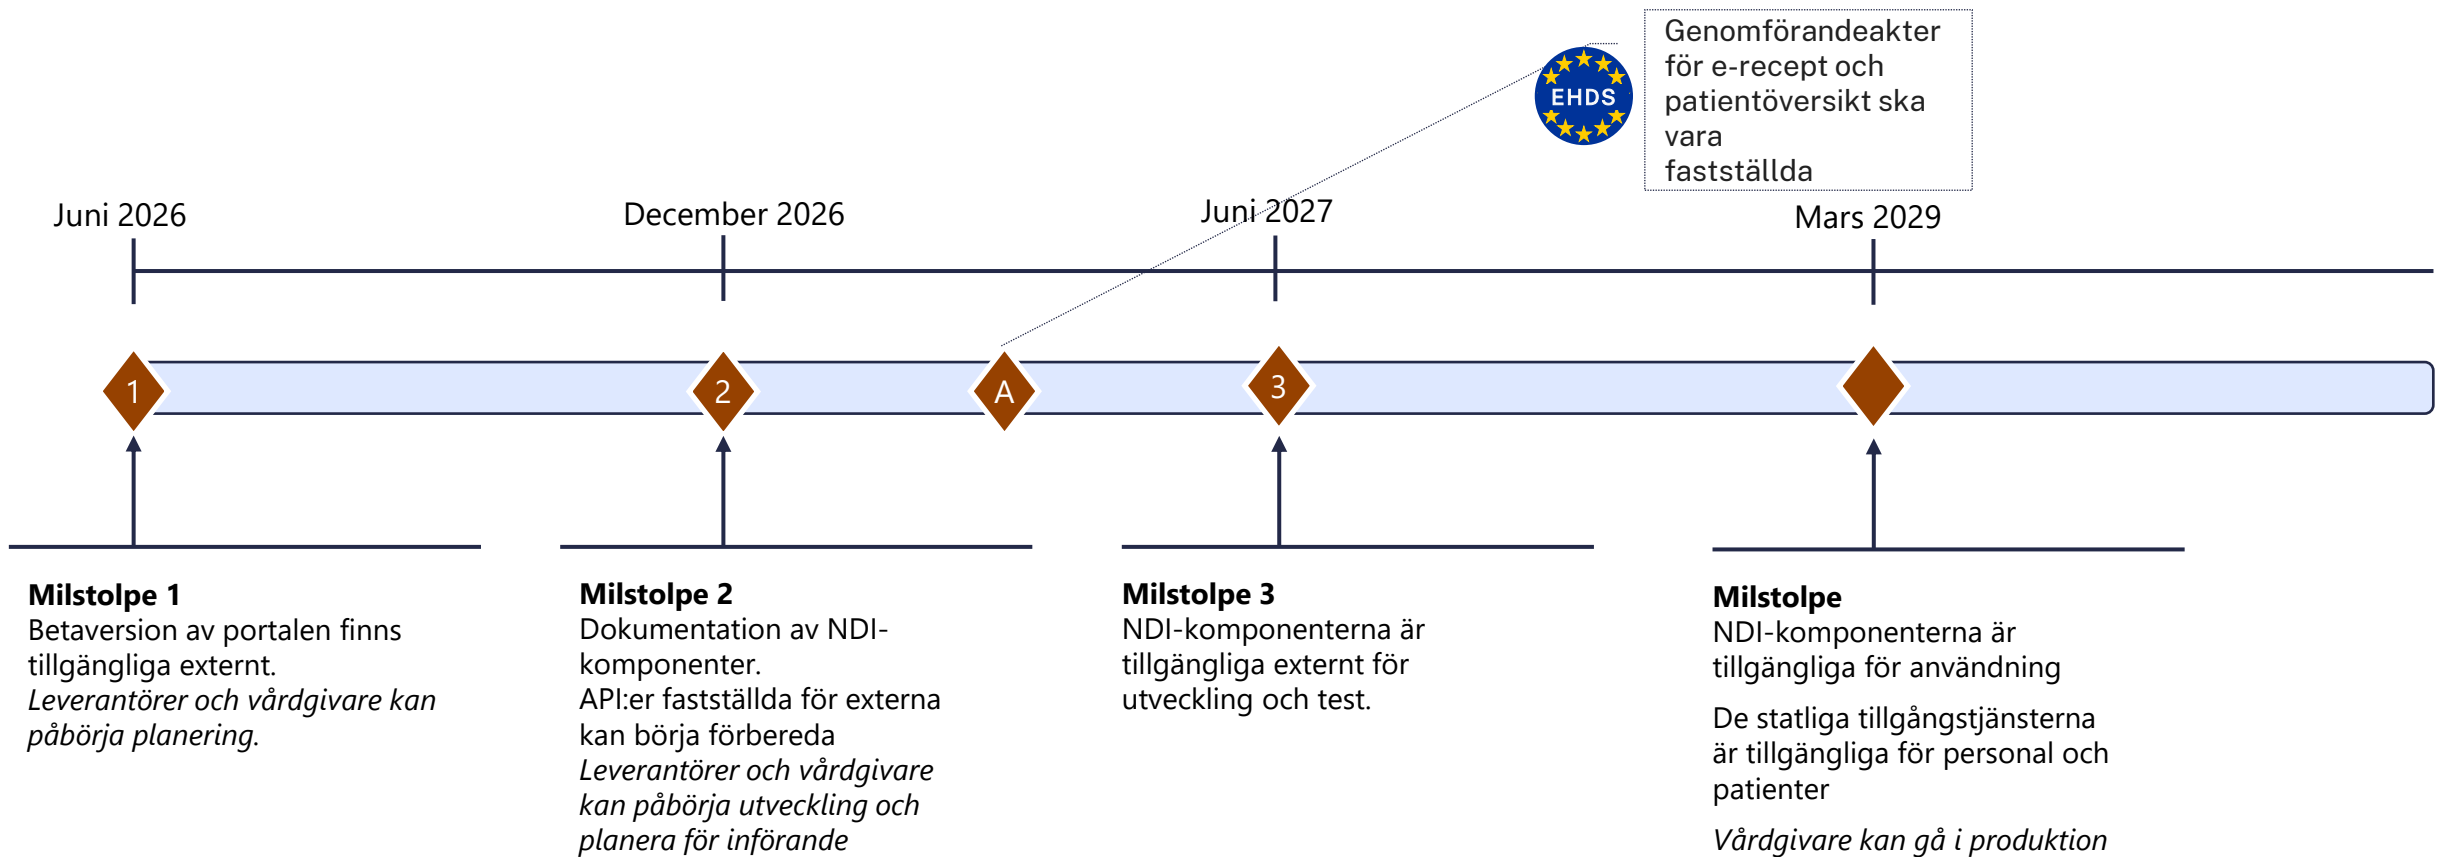 Genomförandeakter
för e-recept och
patientöversikt ska
vara
fastställda
EHDS
Juni 2026
December 2026
Juni 2027
Mars 2029
1
2
A
3
Milstolpe 1
Betaversion av portalen finns
tillgängliga externt.
Leverantörer och vårdgivare kan
påbörja planering.
Milstolpe 2
Dokumentation av NDI-
komponenter.
API:er fastställda för externa
kan börja förbereda
Leverantörer och vårdgivare
kan påbörja utveckling och
planera för införande
Milstolpe 3
NDI-komponenterna är
tillgängliga externt för
utveckling och test.
Milstolpe
NDI-komponenterna är
tillgängliga för användning
De statliga tillgångstjänsterna
är tillgängliga för personal och
patienter
Vårdgivare kan gå i produktion